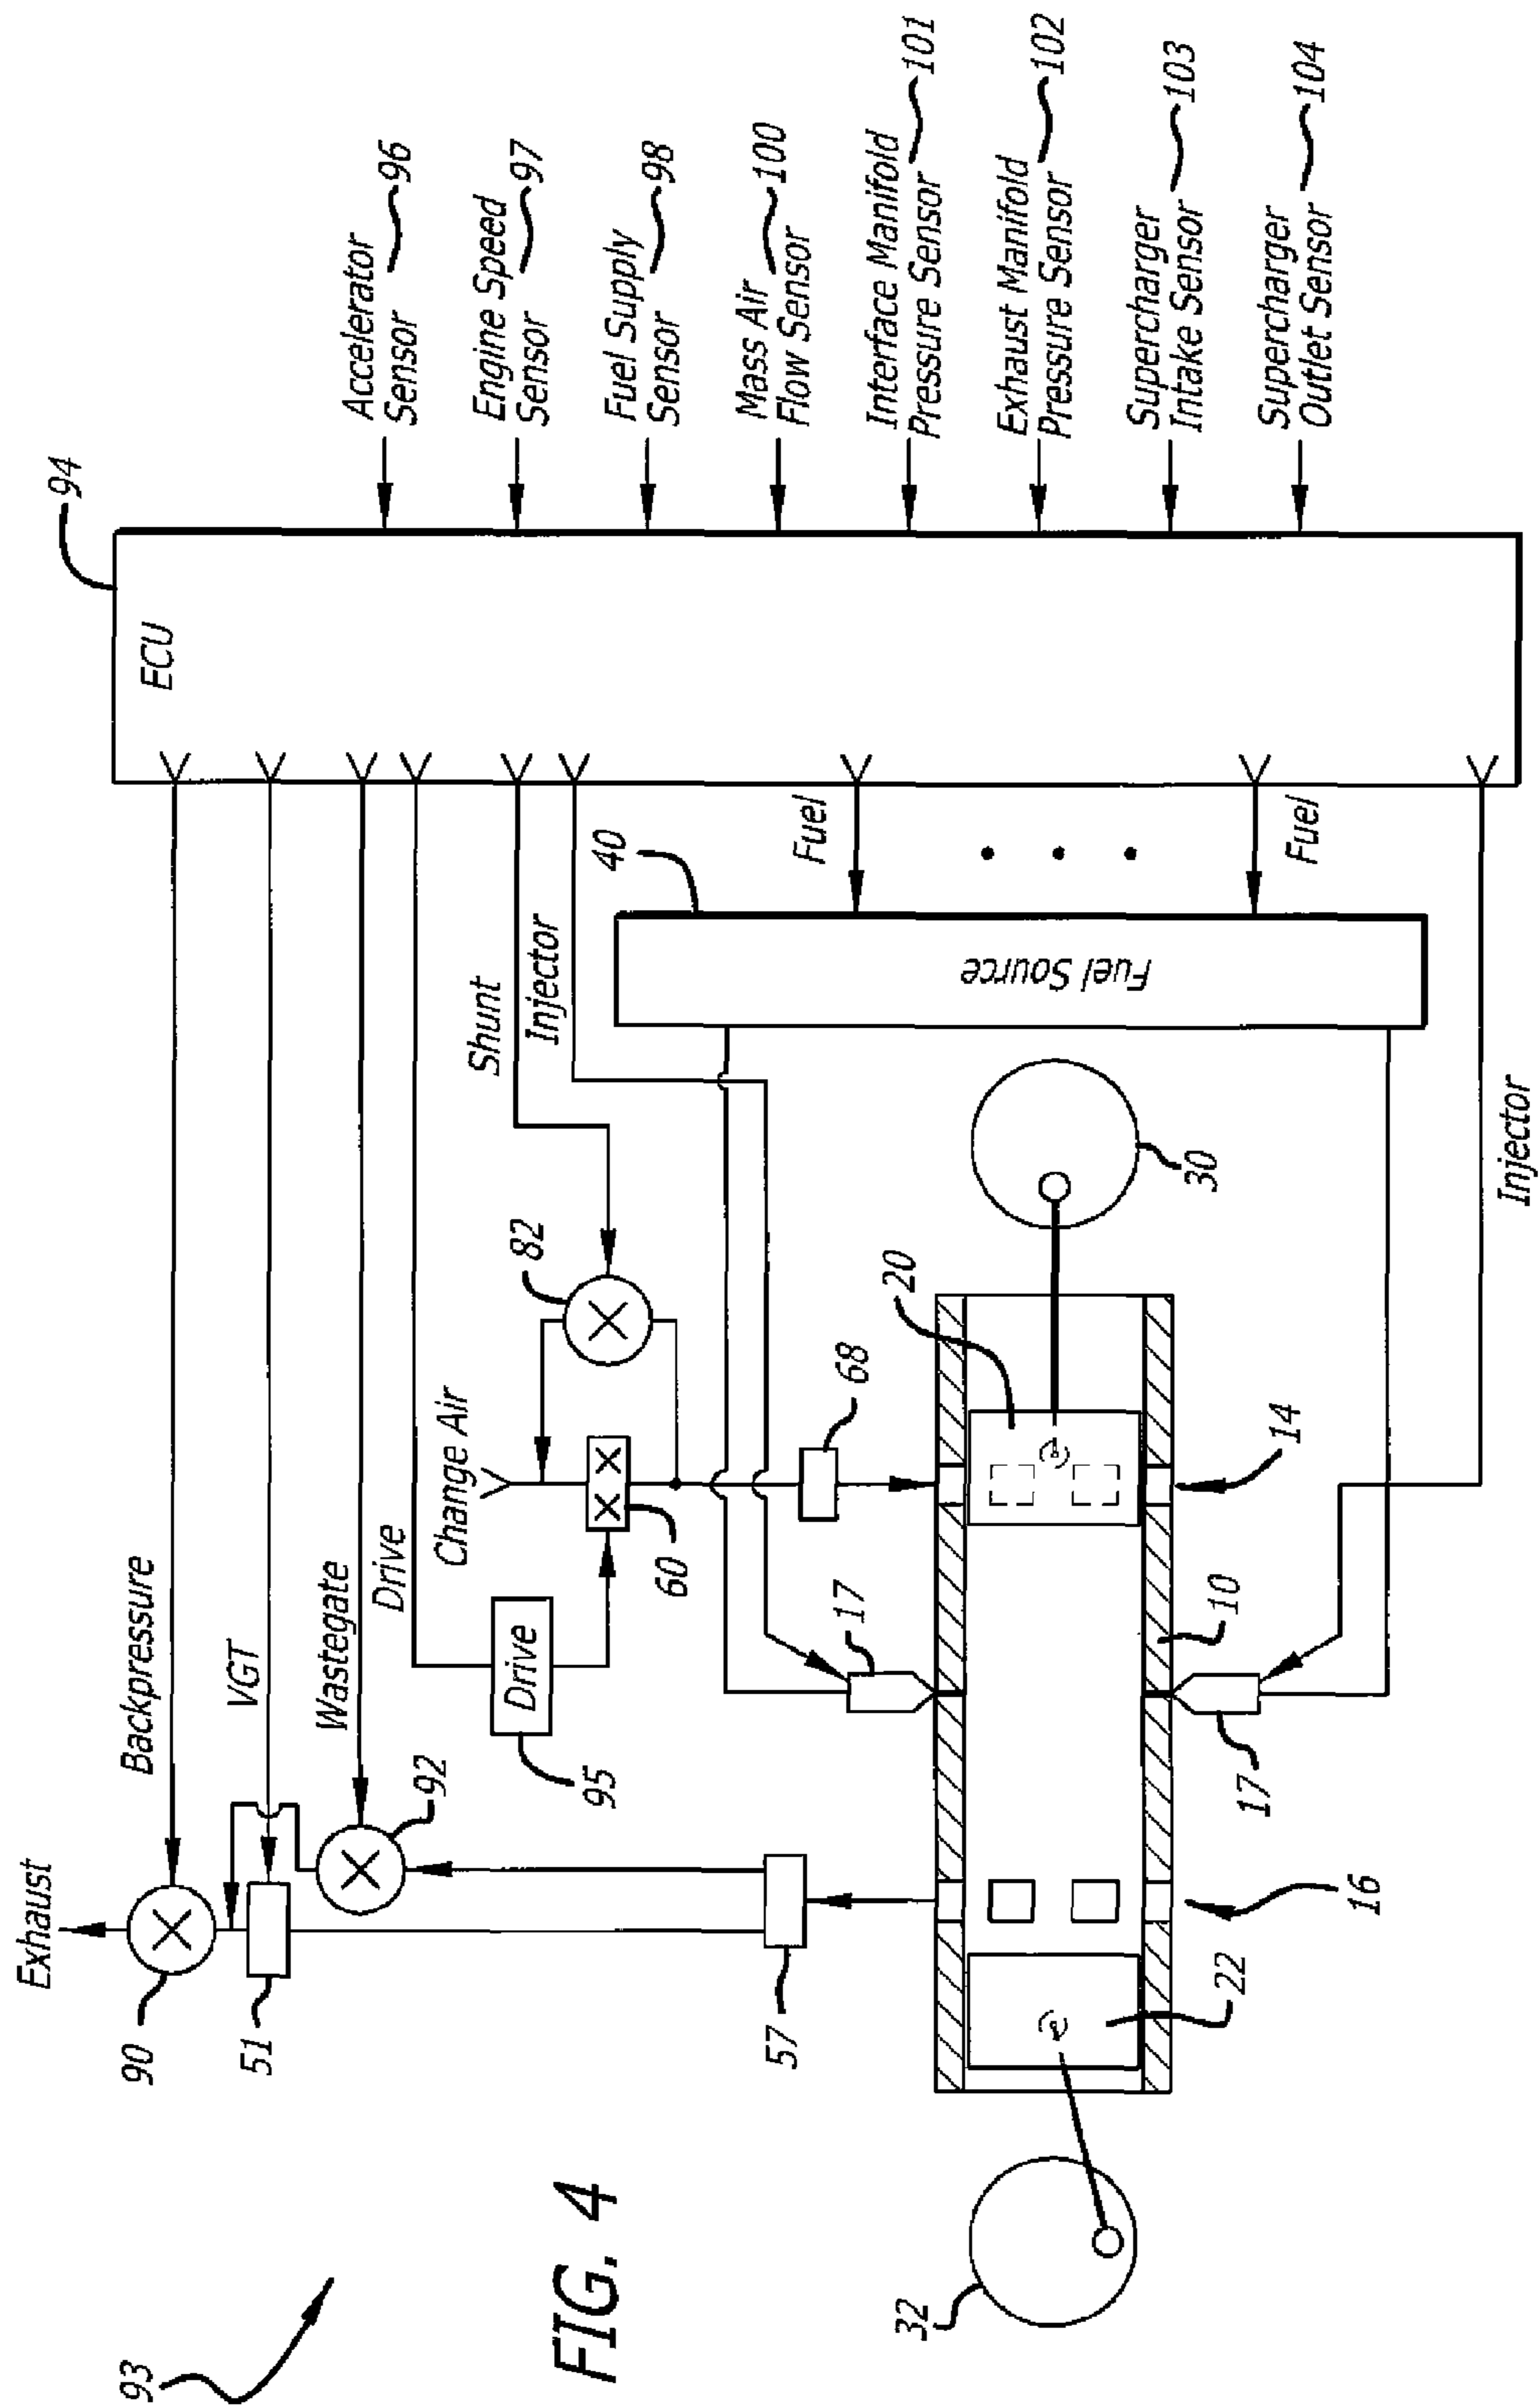 93
FIG. 4
Exhaust
90
51
Backpressure
VGT
Wastegate
92
Drive
Drive
95
Change Air
60
82
Shunt
Injector
68
57
17
17
10
14
16
20
22
30
32
40
Fuel Source
Fuel
Fuel
Injector
ECU
94
Accelerator
Sensor
96
Engine Speed
Sensor
97
Fuel Supply
Sensor
98
Mass Air
Flow Sensor
100
Interface Manifold
Pressure Sensor
101
Exhaust Manifold
Pressure Sensor
102
Supercharger
Intake Sensor
103
Supercharger
Outlet Sensor
104